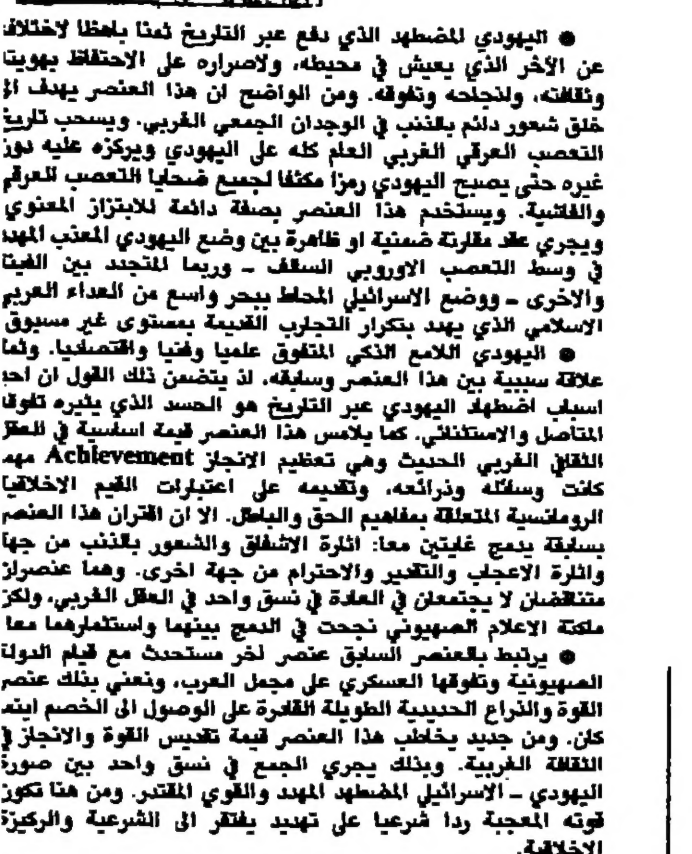 ● اليهودي المضطهد الذي دفع عبر التاريخ ثمنا باهظا لاختلافه
عن الآخر الذي يعيش في محيطه، ولاصراره على الاحتفاظ بهويتا
وثقافته، ولنجاحه وتفوقه. ومن الواضح ان هذا العنصر يهدف الى
خلق شعور دائم بالذنب في الوجدان الجمعي الغربي. ويسحب تاريخ
التعصب العرقي الغربي العام كله على اليهودي ويركزه عليه دور
غيره حتى يصبح اليهودي رمزا مكثفا لجميع ضحايا التعصب العرقي
والفاشية. ويستخدم هذا العنصر بصفة دائمة للابتزاز المعنوي
ويجري عقد مقارنة ضمنية او ظاهرة بين وضع اليهودي المعذب المهدد
في وسط التعصب الاوروبي السقف ـ وربما المتجدد بين الفينا
والاخرى ـ ووضع الاسرائيلي المحاط ببحر واسع من العداء العربي
الاسلامي الذي يهدد بتكرار التجارب القديمة بمستوى غير مسبوق
● اليهودي اللامع الذكي المتفوق علميا وفنيا واقتصاديا. وثما
علاقة سببية بين هذا العنصر وسابقه، اذ يتضمن ذلك القول ان احد
اسباب اضطهاد اليهودي عبر التاريخ هو الحسد الذي يثيره تفوقا
المتاصل والاستثنائي. كما يلامس هذا العنصر قيمة اساسية في العقل
الثقافي الغربي الحديث وهي تعظيم الانجاز Achievement مهم
كانت وسائله وذرائعه، وتقديمه على اعتبارات القيم الاخلاقيا
الرومانسية المتعلقة بمفاهيم الحق والباطل. الا ان اقتران هذا العنصر
بسابقة يدمج غايتين معا: اثارة الاشفاق والشعور بالذنب من جها
واثارة الاعجاب والتقدير والاحترام من جهة اخرى. وهما عنصران
متناقضان لا يجتمعان في العادة في نسق واحد في العقل الغربي، ولكن
ماكنة الاعلام الصهيوني نجحت في الدمج بينهما واستثمارهما معا
● يرتبط بالعنصر السابق عنصر آخر مستحدث مع قيام الدولة
الصهيونية وتفوقها العسكري على مجمل العرب، ونعني بذلك عنصر
القوة والذراع الحديدية الطويلة القادرة على الوصول الى الخصم اينم
كان. ومن جديد يخاطب هذا العنصر قيمة تقديس القوة والانجاز في
الثقافة الغربية. وبذلك يجري الجمع في نسق واحد بين صورة
اليهودي ـ الاسرائيلي المضطهد المهدد والقوي المقتدر. ومن هنا تكون
قوته المعجبة ردا شرعيا على تهديد يفتقر الى الشرعية والركيزة
الاخلاقية.